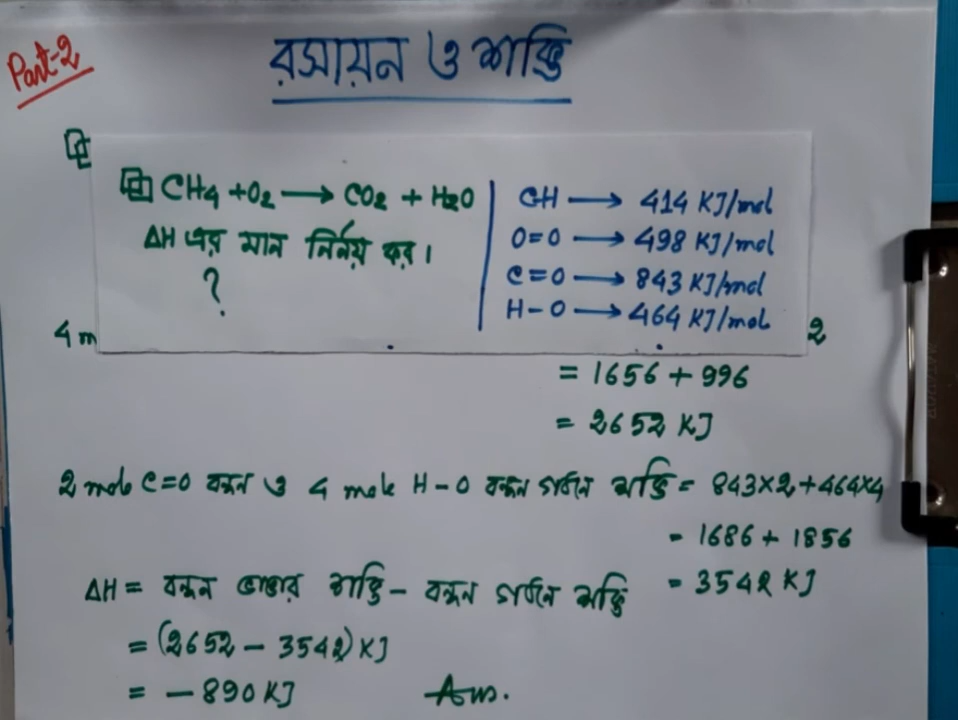 Part-2
রসায়ন ও শক্তি
CH4 + O2 → CO2 + H2O
ΔH এর মান নির্নয় কর।
?
CH → 414 KJ/mol
O=O → 498 KJ/mol
C=O → 843 KJ/mol
H-O → 464 KJ/mol
4 m
2
= 1656 + 996
= 2652 KJ
2 mole C=O বন্ধন ও 4 mole H-O বন্ধন গঠনে শক্তি = 843×2+464×4
= 1686 + 1856
= 3542 KJ
ΔH = বন্ধন ভাঙার শক্তি - বন্ধন গঠনে শক্তি
= (2652 - 3542) KJ
= - 890 KJ Ans.